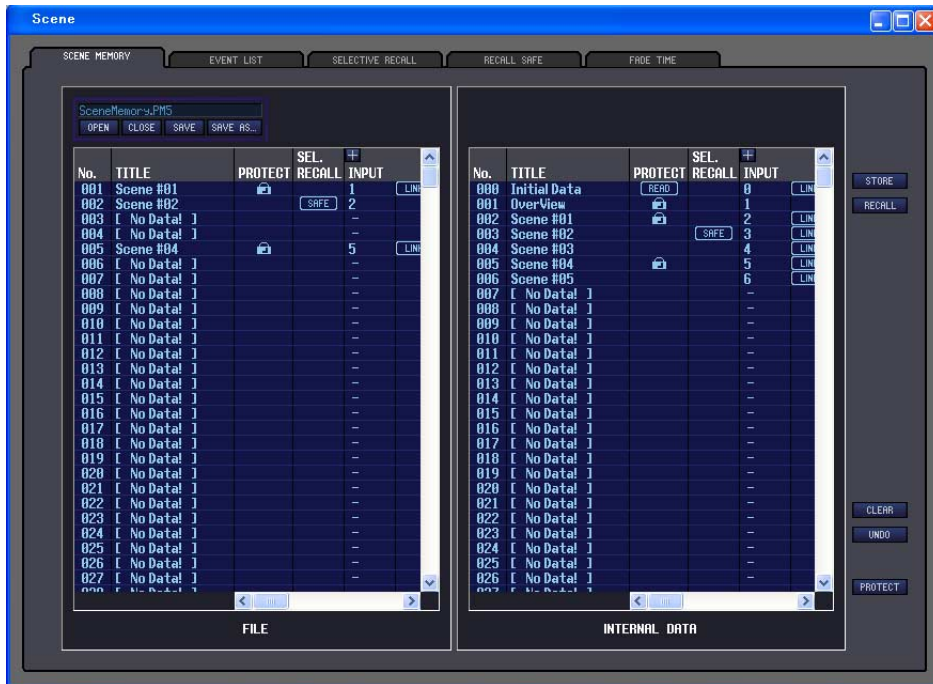 Scene
SCENE MEMORY EVENT LIST SELECTIVE RECALL RECALL SAFE FADE TIME
SceneMemory.PM5
OPEN CLOSE SAVE SAVE AS...
No. TITLE PROTECT SEL. RECALL INPUT
001 Scene #01 1
002 Scene #02 SAFE 2
003 [ No Data! ] -
004 [ No Data! ] -
005 Scene #04 5
006 [ No Data! ] -
007 [ No Data! ] -
008 [ No Data! ] -
009 [ No Data! ] -
010 [ No Data! ] -
011 [ No Data! ] -
012 [ No Data! ] -
013 [ No Data! ] -
014 [ No Data! ] -
015 [ No Data! ] -
016 [ No Data! ] -
017 [ No Data! ] -
018 [ No Data! ] -
019 [ No Data! ] -
020 [ No Data! ] -
021 [ No Data! ] -
022 [ No Data! ] -
023 [ No Data! ] -
024 [ No Data! ] -
025 [ No Data! ] -
026 [ No Data! ] -
027 [ No Data! ] -
FILE
No. TITLE PROTECT SEL. RECALL INPUT
000 Initial Data READ 0
001 OverView 1
002 Scene #01 2
003 Scene #02 SAFE 3
004 Scene #03 4
005 Scene #04 5
006 Scene #05 6
007 [ No Data! ] -
008 [ No Data! ] -
009 [ No Data! ] -
010 [ No Data! ] -
011 [ No Data! ] -
012 [ No Data! ] -
013 [ No Data! ] -
014 [ No Data! ] -
015 [ No Data! ] -
016 [ No Data! ] -
017 [ No Data! ] -
018 [ No Data! ] -
019 [ No Data! ] -
020 [ No Data! ] -
021 [ No Data! ] -
022 [ No Data! ] -
023 [ No Data! ] -
024 [ No Data! ] -
025 [ No Data! ] -
026 [ No Data! ] -
INTERNAL DATA
STORE
RECALL
CLEAR
UNDO
PROTECT